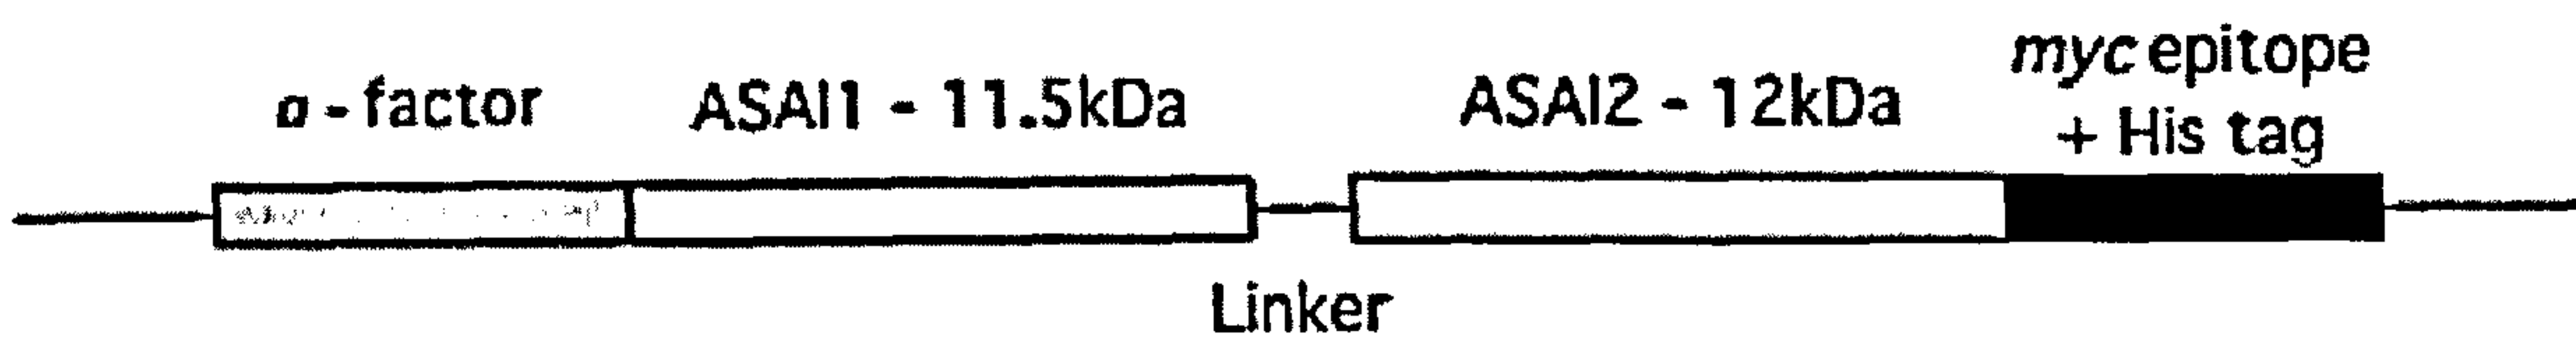 α - factor
ASAI1 - 11.5kDa
ASAI2 - 12kDa
myc epitope
+ His tag
Linker